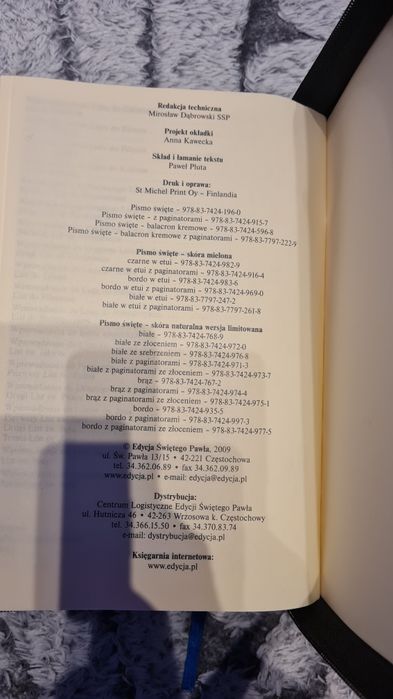 Redakcja techniczna
Mirosław Dąbrowski SSP
Projekt okładki
Anna Kawecka
Skład i łamanie tekstu
Paweł Pluta
Druk i oprawa:
St Michel Print Oy – Finlandia
Pismo święte – 978-83-7424-196-0
Pismo święte – z paginatorami – 978-83-7424-915-7
Pismo święte – balacron kremowe – 978-83-7424-596-8
Pismo święte – balacron kremowe z paginatorami – 978-83-7797-222-9
Pismo święte – skóra mielona
czarne w etui – 978-83-7424-982-9
czarne w etui z paginatorami – 978-83-7424-916-4
bordo w etui – 978-83-7424-983-6
bordo w etui z paginatorami – 978-83-7424-969-0
białe w etui – 978-83-7797-247-2
białe w etui z paginatorami – 978-83-7797-261-8
Pismo święte – skóra naturalna wersja limitowana
białe – 978-83-7424-768-9
białe ze złoceniem – 978-83-7424-972-0
białe ze srebrzeniem – 978-83-7424-976-8
białe z paginatorami – 978-83-7424-971-3
białe z paginatorami ze złoceniem – 978-83-7424-973-7
brąz – 978-83-7424-767-2
brąz z paginatorami – 978-83-7424-974-4
brąz z paginatorami ze złoceniem – 978-83-7424-975-1
bordo – 978-83-7424-935-5
bordo z paginatorami – 978-83-7424-997-3
bordo z paginatorami ze złoceniem – 978-83-7424-977-5
© Edycja Świętego Pawła, 2009
ul. Św. Pawła 13/15 • 42-221 Częstochowa
tel. 34.362.06.89 • fax 34.362.09.89
www.edycja.pl • e-mail: edycja@edycja.pl
Dystrybucja:
Centrum Logistyczne Edycji Świętego Pawła
ul. Hutnicza 46 • 42-263 Wrzosowa k. Częstochowy
tel. 34.366.15.50 • fax 34.370.83.74
e-mail: dystrybucja@edycja.pl
Księgarnia internetowa:
www.edycja.pl